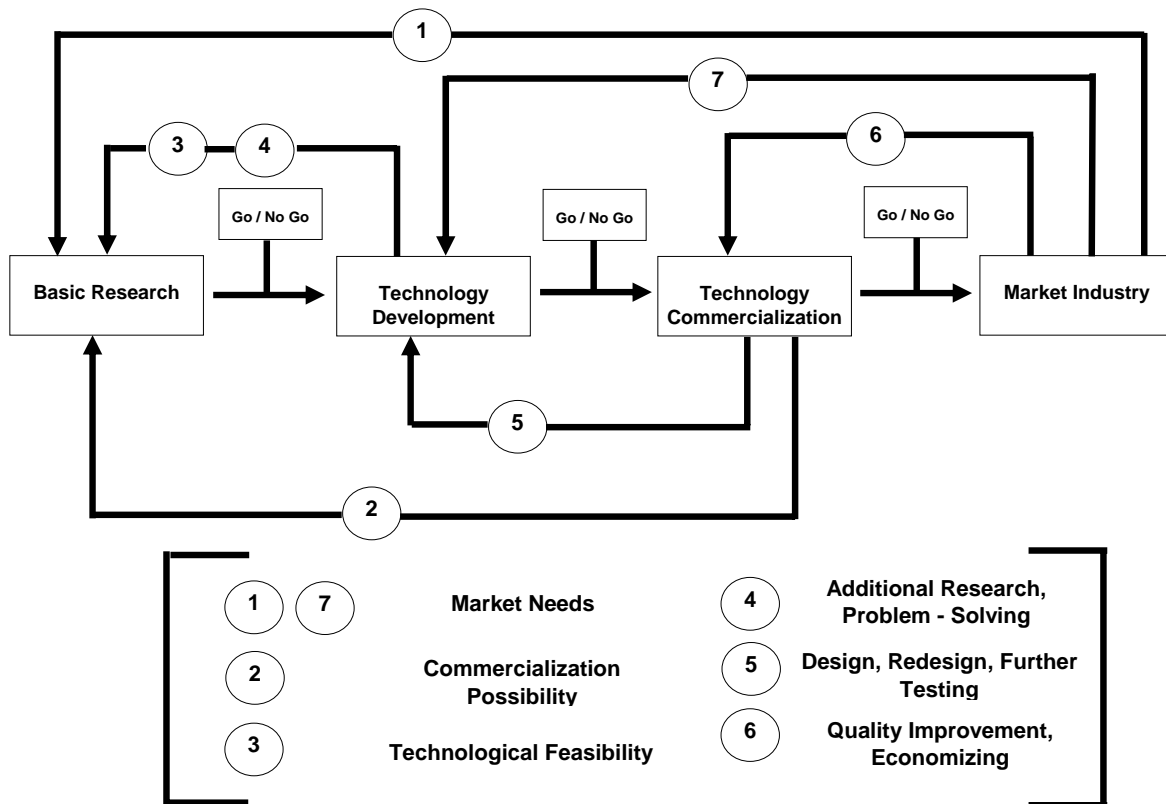 1
7
3
4
6
Go / No Go
Go / No Go
Go / No Go
Basic Research
Technology
Development
Technology
Commercialization
Market Industry
5
2
1
7
Market Needs
2
Commercialization
Possibility
3
Technological Feasibility
4
Additional Research,
Problem - Solving
5
Design, Redesign, Further
Testing
6
Quality Improvement,
Economizing